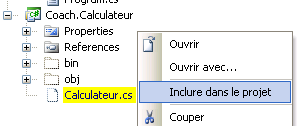 Program.cs
Coach.Calculateur
Properties
References
bin
obj
Calculateur.cs
Ouvrir
Ouvrir avec...
Inclure dans le projet
Couper